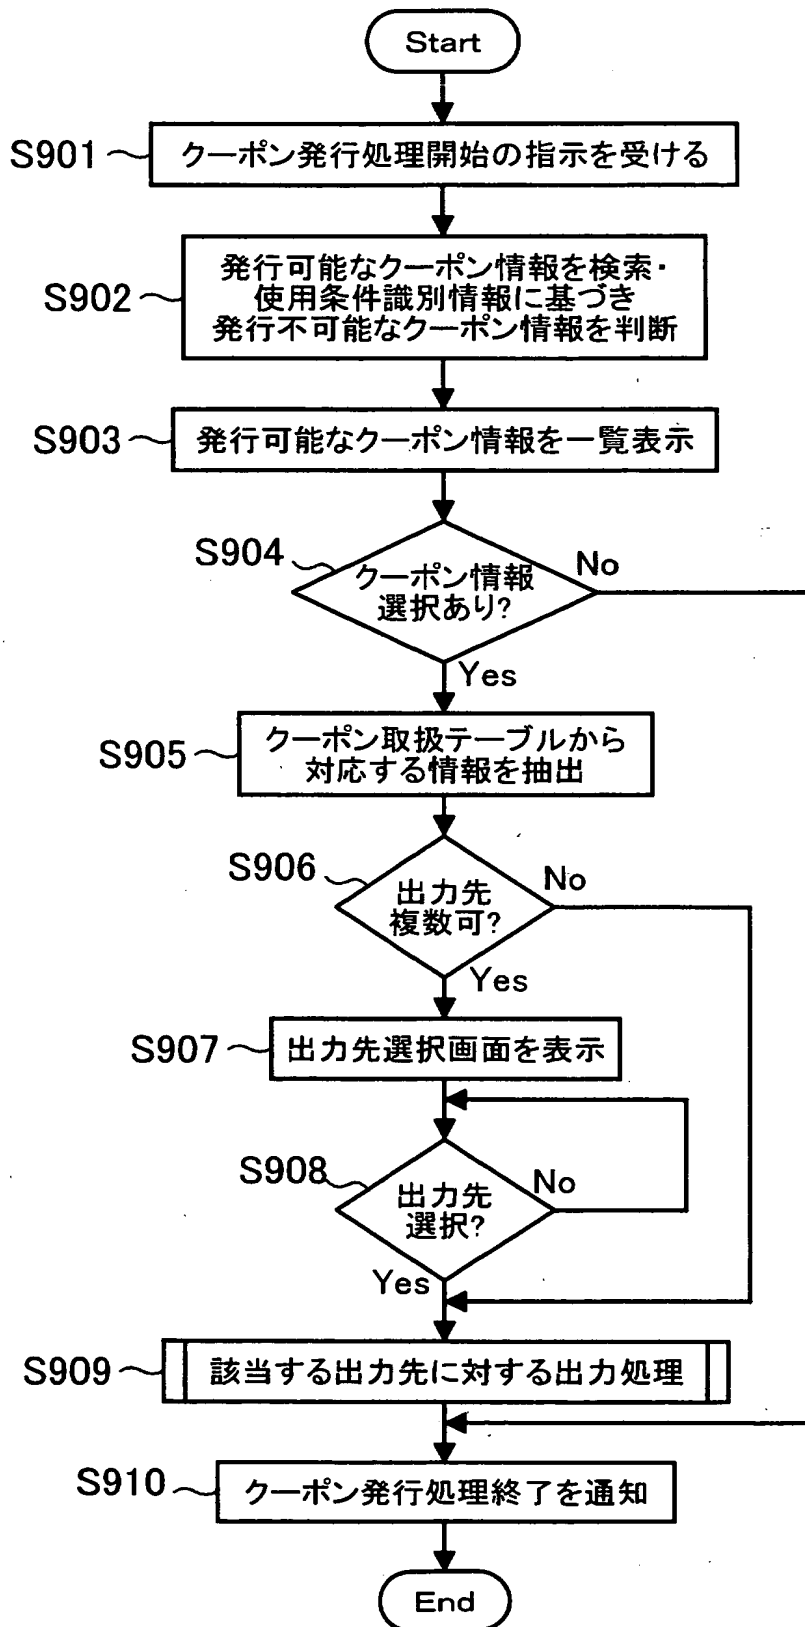 Start
S901
クーポン発行処理開始の指示を受ける
発行可能なクーポン情報を検索・
S902
使用条件識別情報に基づき
発行不可能なクーポン情報を判断
S903
発行可能なクーポン情報を一覧表示
S904
クーポン情報
選択あり?
No
Yes
S905
クーポン取扱テーブルから
対応する情報を抽出
S906
出力先
複数可?
No
Yes
S907
出力先選択画面を表示
S908
出力先
選択?
No
Yes
S909
該当する出力先に対する出力処理
S910
クーポン発行処理終了を通知
End